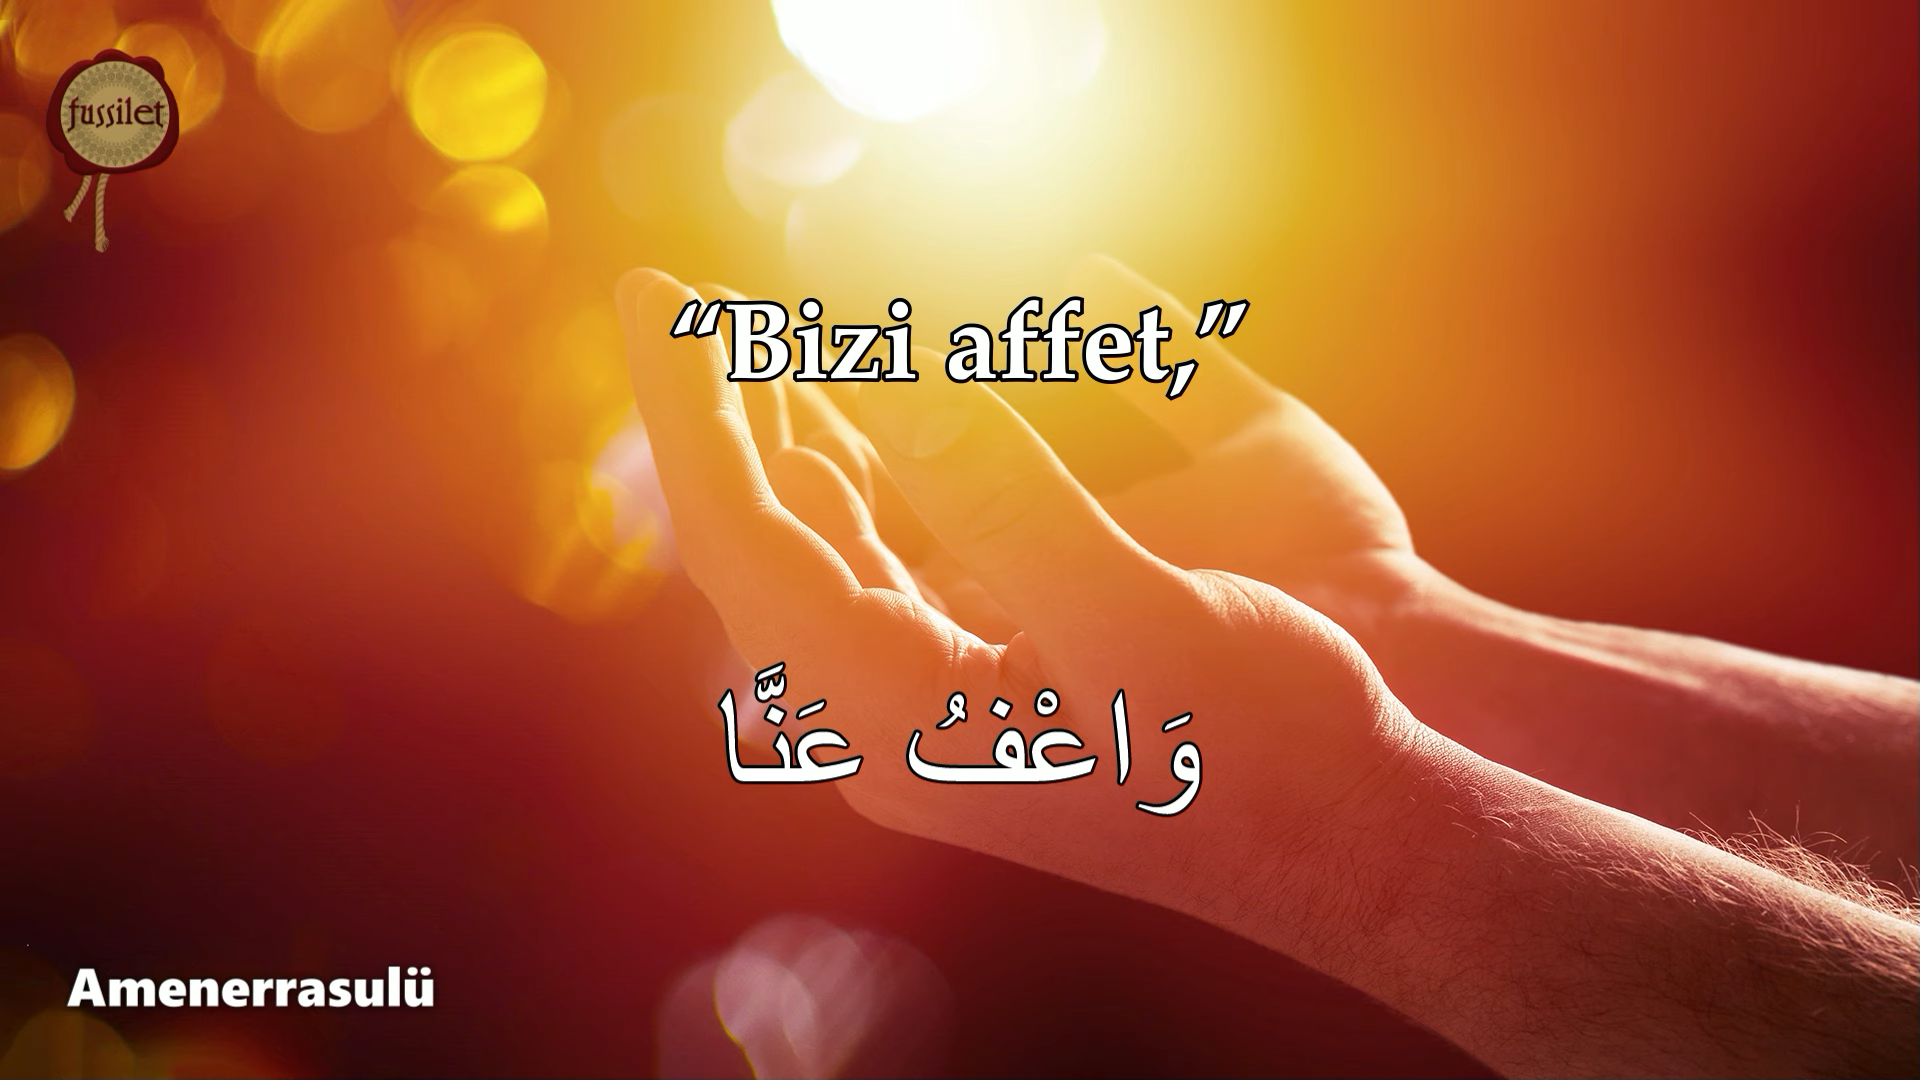 fussilet
“Bizi affet,”
وَاعْفُ عَنَّا
Amenerrasulü